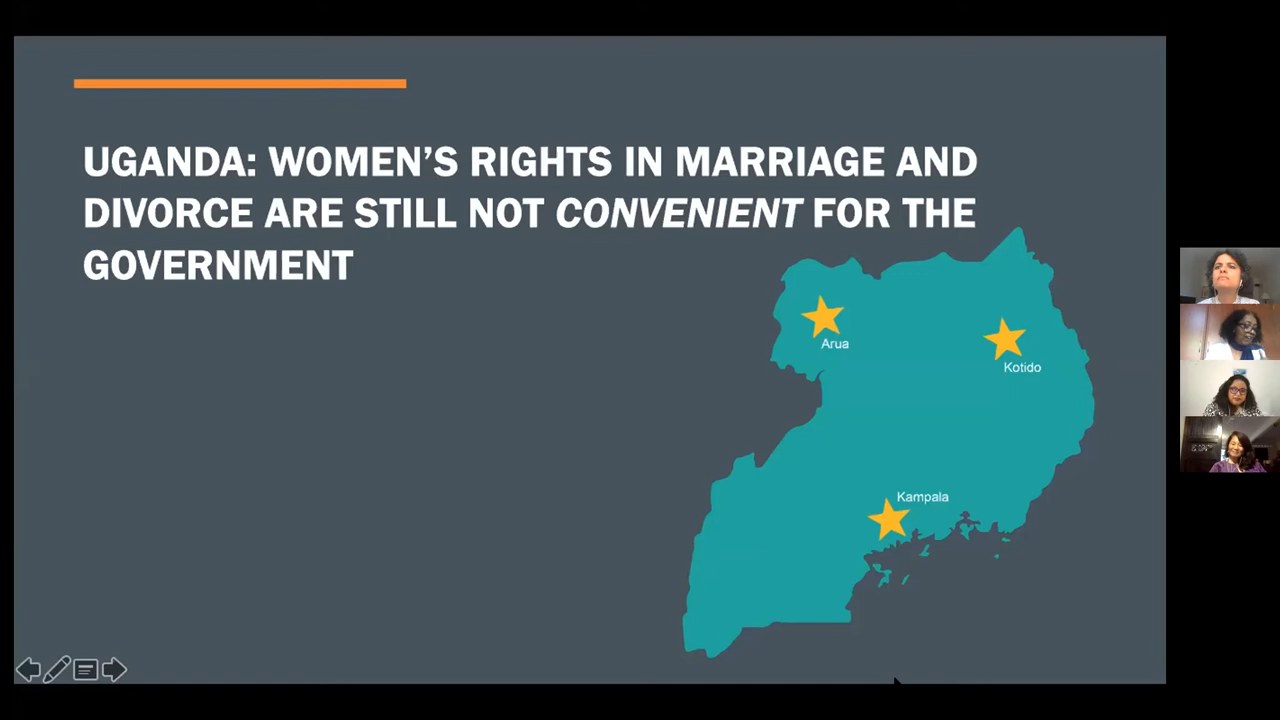 UGANDA: WOMEN’S RIGHTS IN MARRIAGE AND
DIVORCE ARE STILL NOT CONVENIENT FOR THE
GOVERNMENT
Arua
Kotido
Kampala